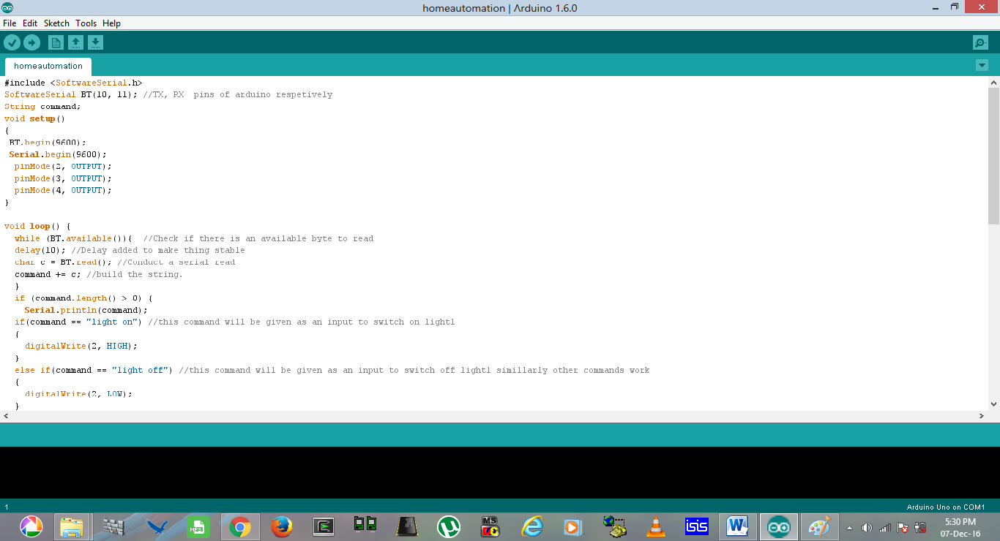 homeautomation | Arduino 1.6.0
File Edit Sketch Tools Help
homeautomation
#include <SoftwareSerial.h>
SoftwareSerial BT(10, 11); //TX, RX  pins of arduino respetively
String command;
void setup()
{
 BT.begin(9600);
 Serial.begin(9600);
  pinMode(2, OUTPUT);
  pinMode(3, OUTPUT);
  pinMode(4, OUTPUT);
}
void loop() {
  while (BT.available()){  //Check if there is an available byte to read
  delay(10); //Delay added to make thing stable
  char c = BT.read(); //Conduct a serial read
  command += c; //build the string.
  }
  if (command.length() > 0) {
    Serial.println(command);
  if(command == "light on") //this command will be given as an input to switch on light1
  {
    digitalWrite(2, HIGH);
  }
  else if(command == "light off") //this command will be given as an input to switch off light1 simillarly other commands work
  {
    digitalWrite(2, LOW);
  }
1
Arduino Uno on COM1
MP3
MS
isis
W
5:30 PM
07-Dec-16